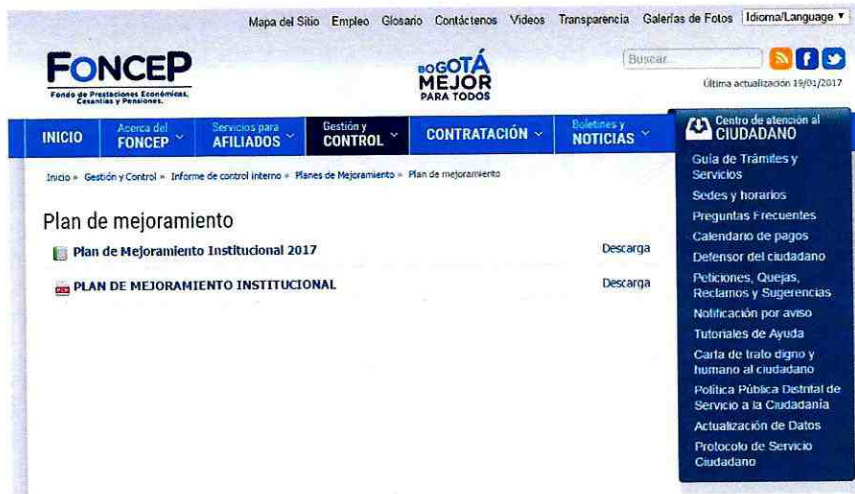 Mapa del Sitio Empleo Glosario Contáctenos Videos Transparencia Galerías de Fotos Idioma/Language
FONCEP
Fondo de Prestaciones Económicas,
Cesantías y Pensiones.
BOGOTÁ
MEJOR
PARA TODOS
Buscar...
Última actualización 19/01/2017
INICIO
Acerca del
FONCEP
Servicios para
AFILIADOS
Gestión y
CONTROL
CONTRATACIÓN
Boletines y
NOTICIAS
Centro de atención al
CIUDADANO
Inicio » Gestión y Control » Informe de control interno » Planes de Mejoramiento » Plan de mejoramiento
Plan de mejoramiento
Plan de Mejoramiento Institucional 2017 Descarga
PLAN DE MEJORAMIENTO INSTITUCIONAL Descarga
Guía de Trámites y
Servicios
Sedes y horarios
Preguntas Frecuentes
Calendario de pagos
Defensor del ciudadano
Peticiones, Quejas,
Reclamos y Sugerencias
Notificación por aviso
Tutoriales de Ayuda
Carta de trato digno y
humano al ciudadano
Política Pública Distrital de
Servicio a la Ciudadanía
Actualización de Datos
Protocolo de Servicio
Ciudadano